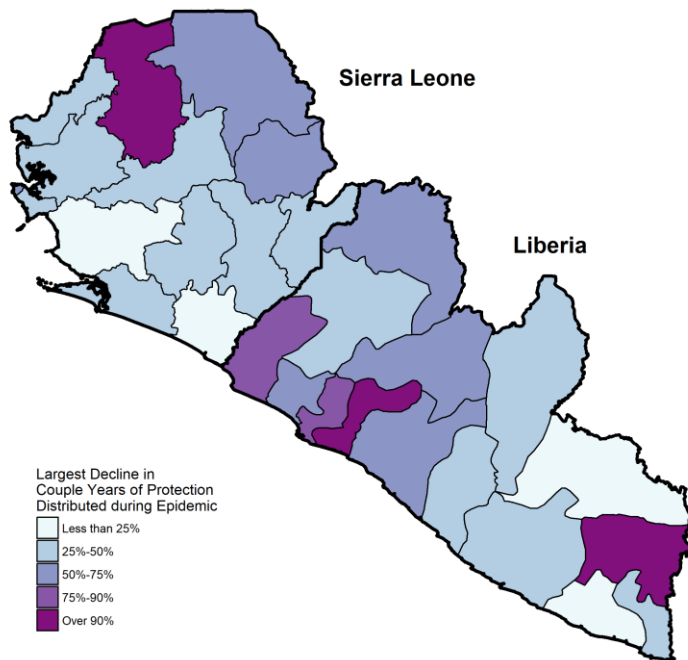 Sierra Leone
Liberia
Largest Decline in
Couple Years of Protection
Distributed during Epidemic
Less than 25%
25%-50%
50%-75%
75%-90%
Over 90%